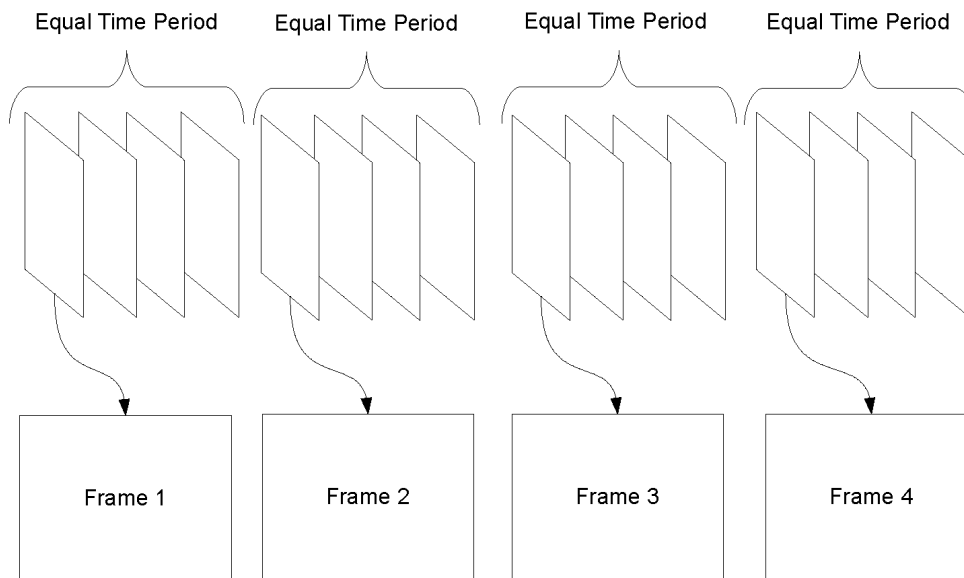 Equal Time Period
Equal Time Period
Equal Time Period
Equal Time Period
Frame 1
Frame 2
Frame 3
Frame 4